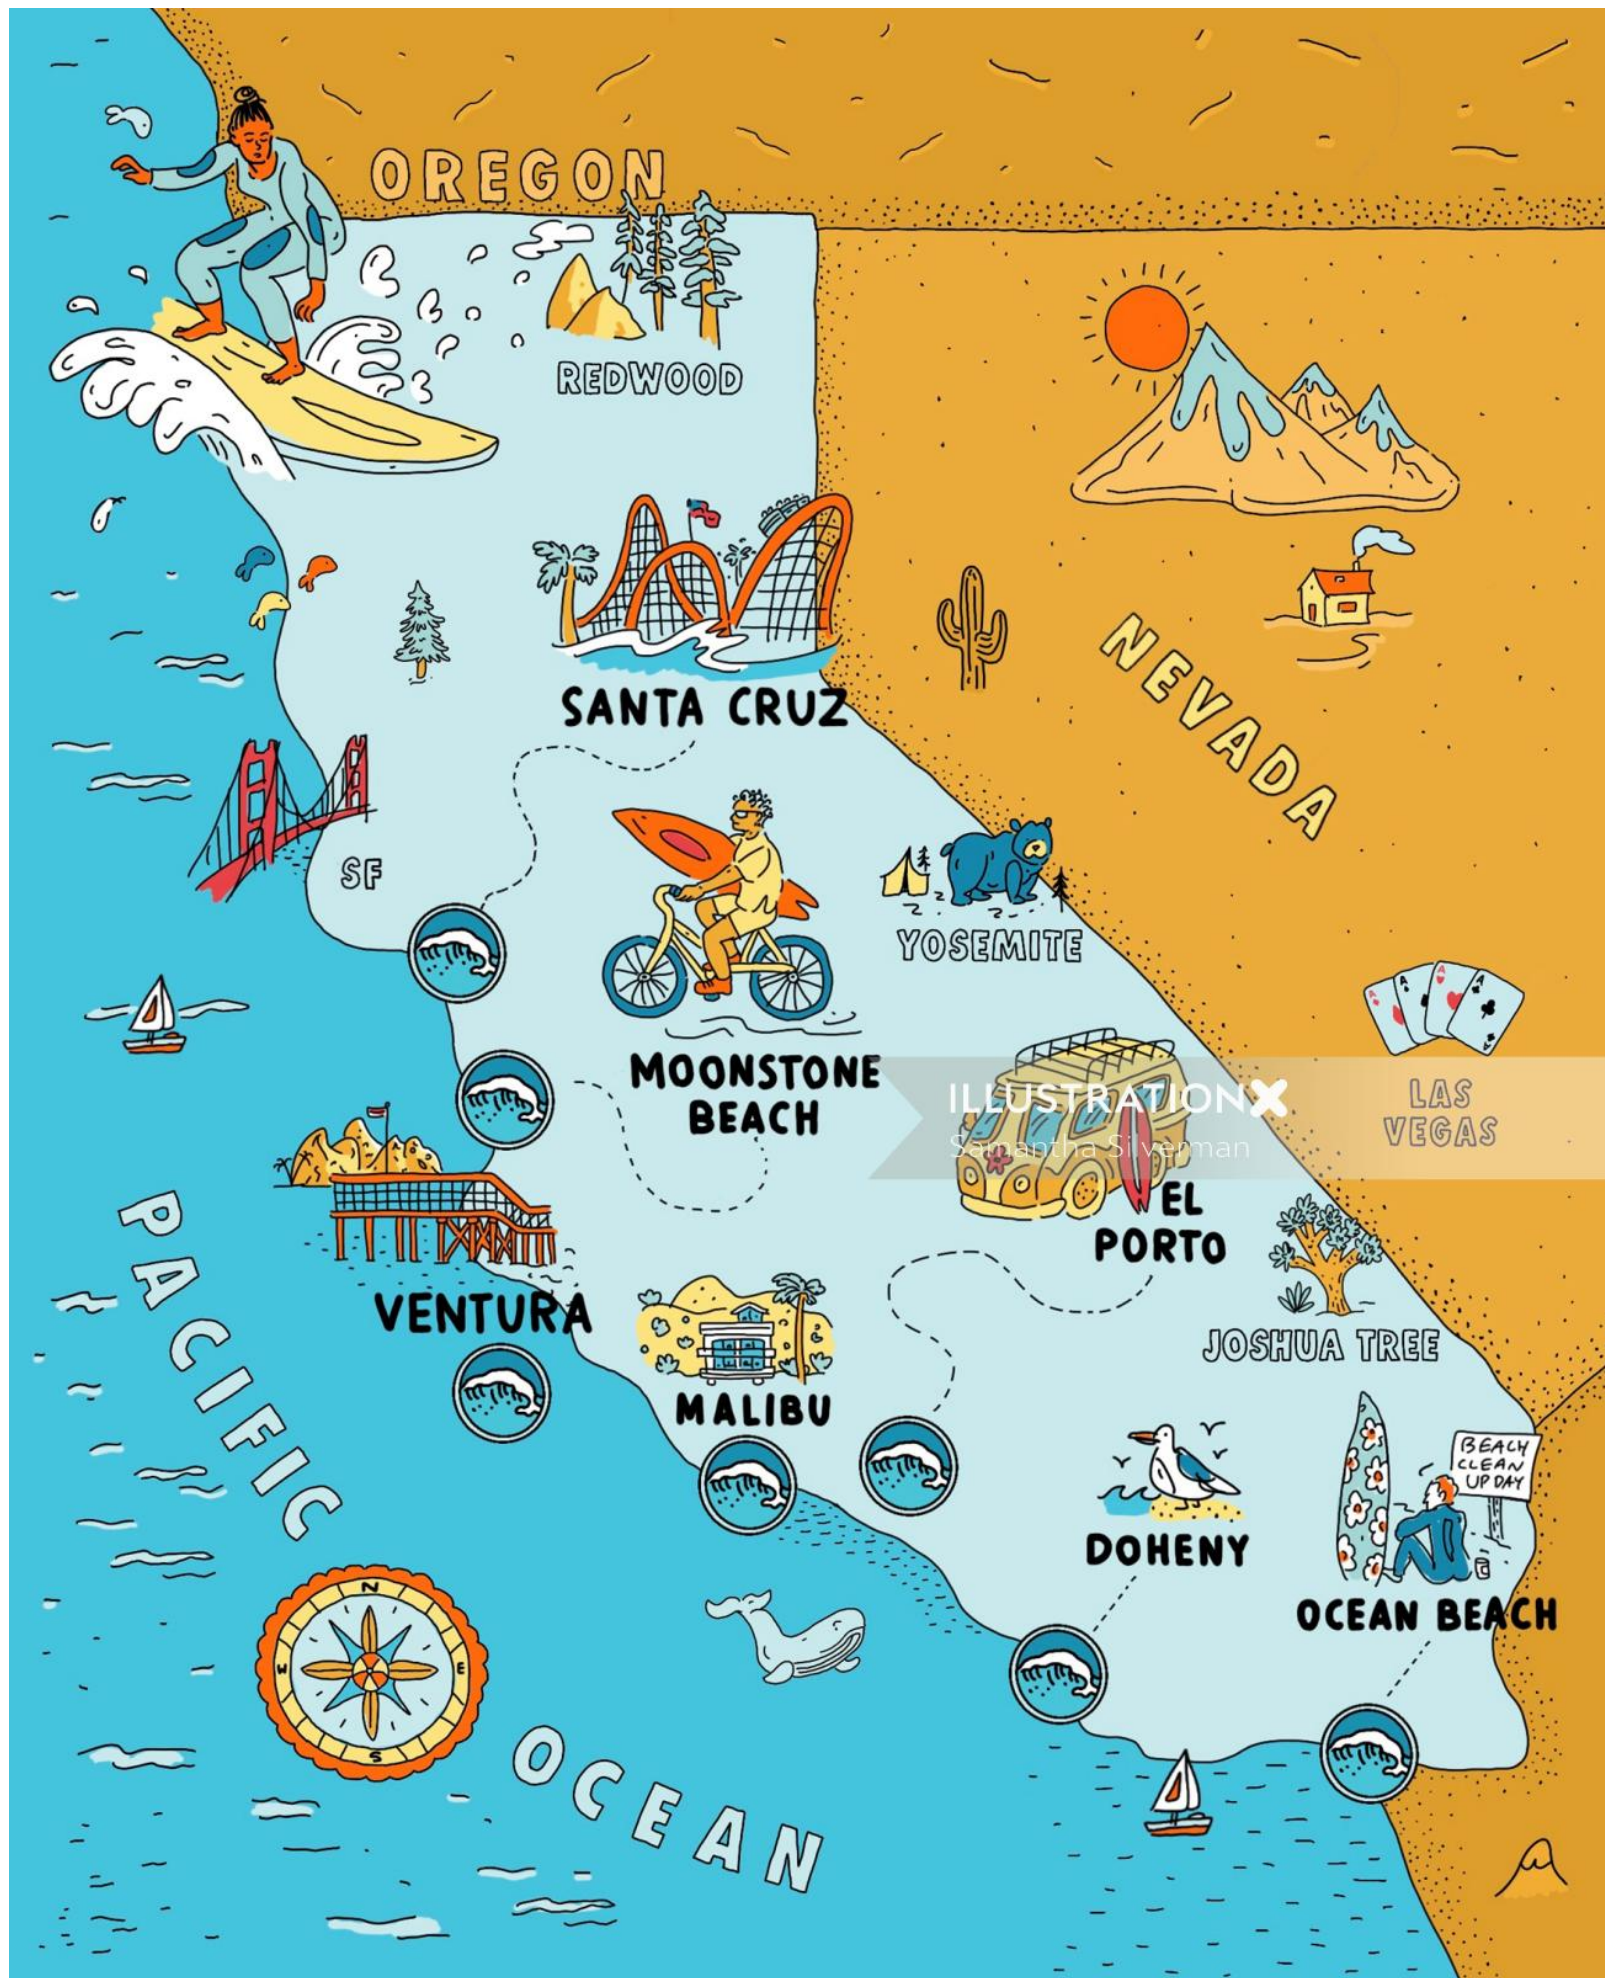 OREGON
REDWOOD
SANTA CRUZ
NEVADA
SF
YOSEMITE
MOONSTONE
BEACH
ILLUSTRATIONX
Samantha Silverman
LAS
VEGAS
EL
PORTO
PACIFIC
VENTURA
JOSHUA TREE
MALIBU
BEACH
CLEAN
UP DAY
DOHENY
OCEAN BEACH
N
W
E
S
OCEAN
A
A
A
A
A